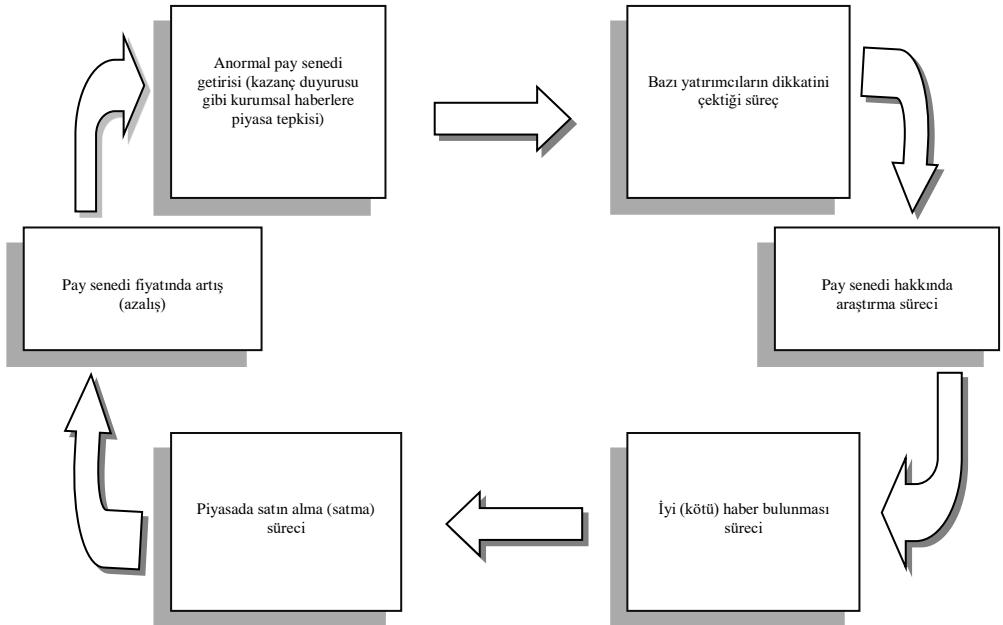 Anormal pay senedi
getirisi (kazanç duyurusu
gibi kurumsal haberlere
piyasa tepkisi)
Bazı yatırımcıların dikkatini
çektiği süreç
Pay senedi hakkında
araştırma süreci
İyi (kötü) haber bulunması
süreci
Piyasada satın alma (satma)
süreci
Pay senedi fiyatında artış
(azalış)